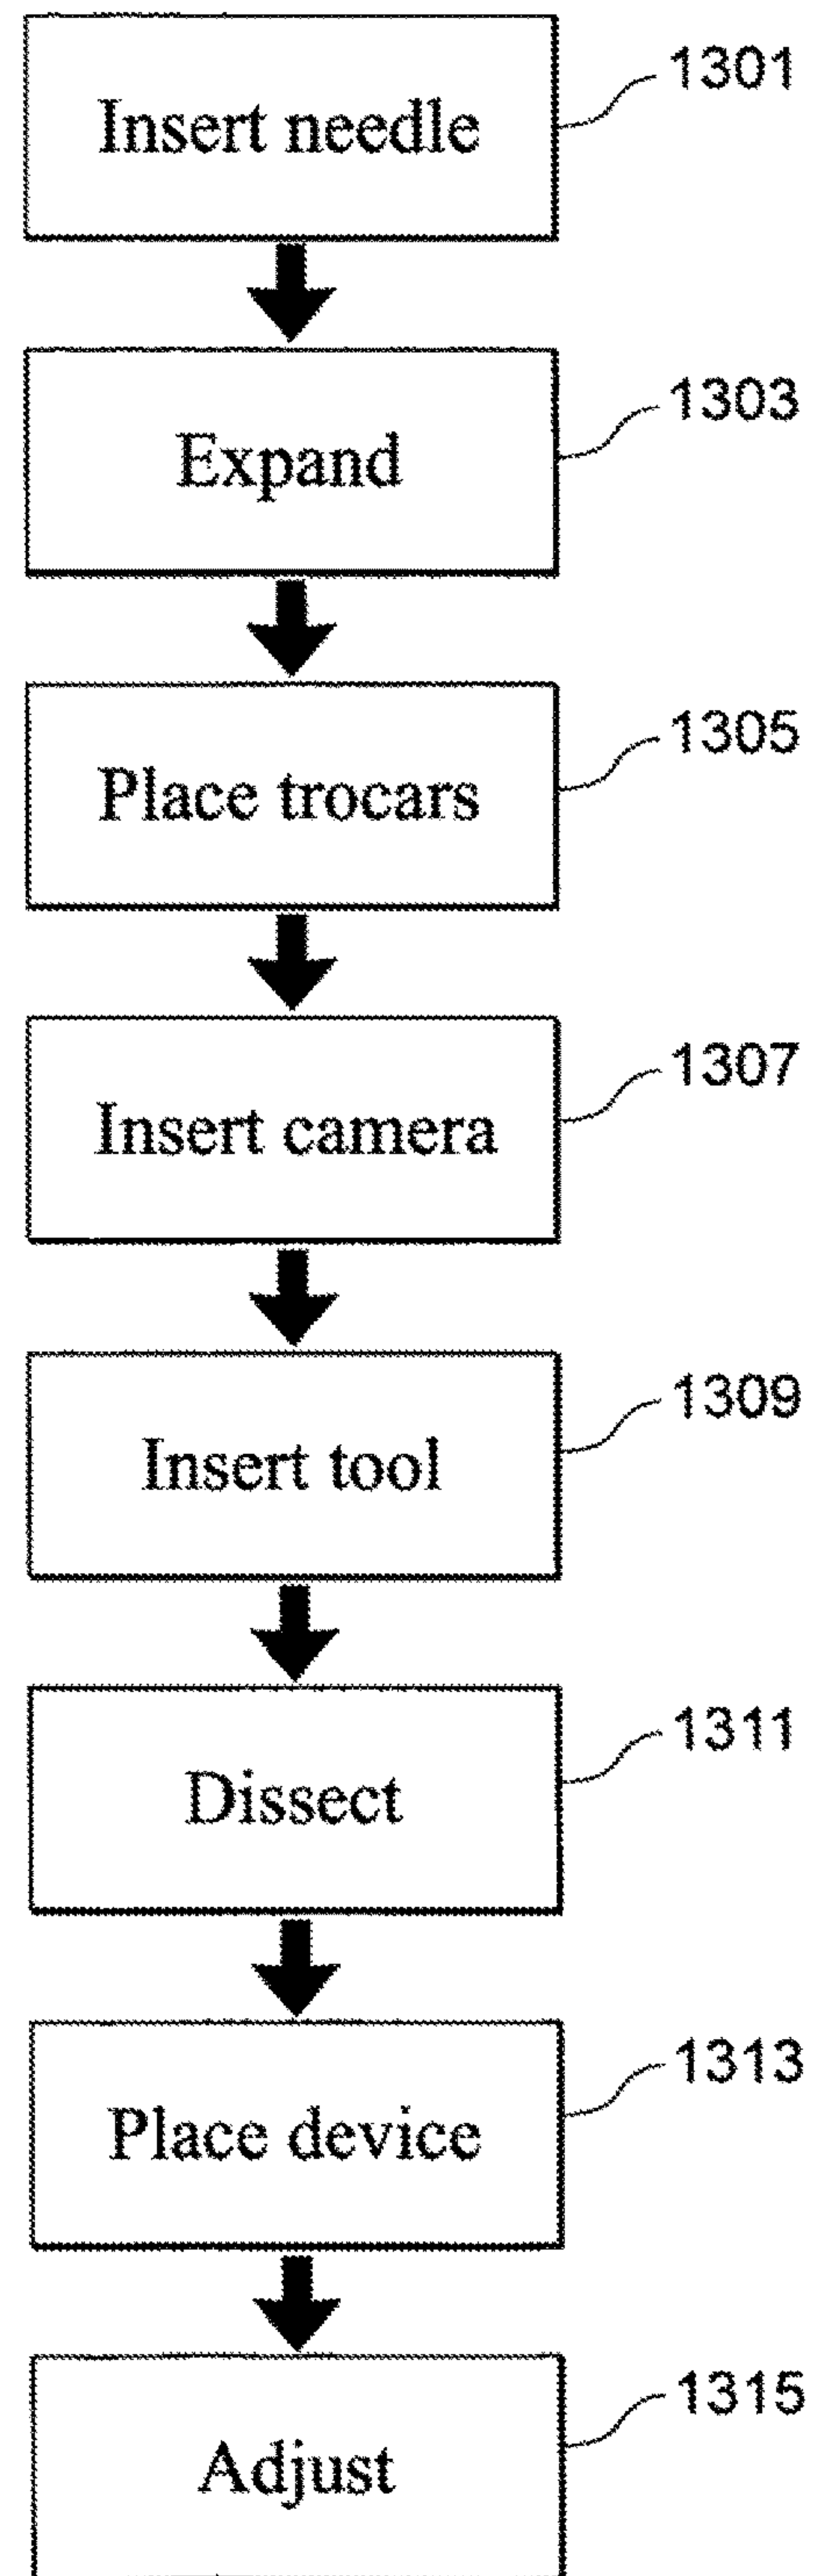 Insert needle
1301
Expand
1303
Place trocars
1305
Insert camera
1307
Insert tool
1309
Dissect
1311
Place device
1313
Adjust
1315